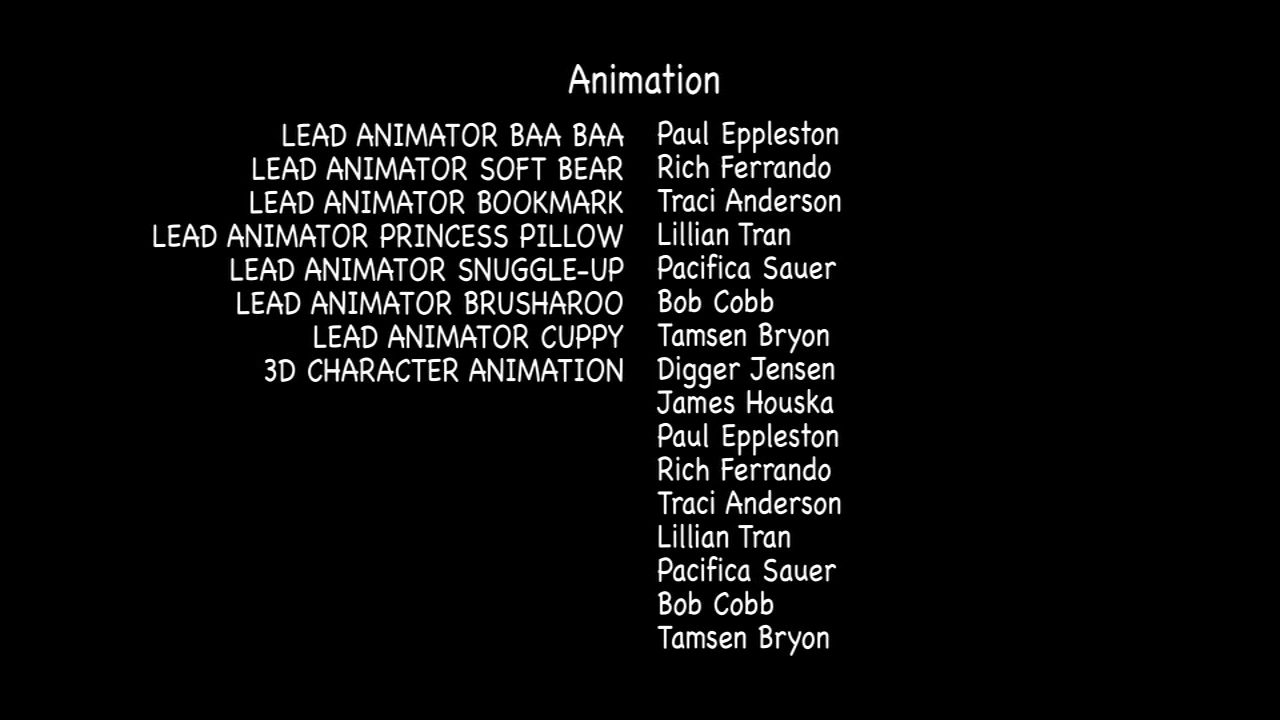 Animation
LEAD ANIMATOR BAA BAA Paul Eppleston
LEAD ANIMATOR SOFT BEAR Rich Ferrando
LEAD ANIMATOR BOOKMARK Traci Anderson
LEAD ANIMATOR PRINCESS PILLOW Lillian Tran
LEAD ANIMATOR SNUGGLE-UP Pacifica Sauer
LEAD ANIMATOR BRUSHAROO Bob Cobb
LEAD ANIMATOR CUPPY Tamsen Bryon
3D CHARACTER ANIMATION Digger Jensen
James Houska
Paul Eppleston
Rich Ferrando
Traci Anderson
Lillian Tran
Pacifica Sauer
Bob Cobb
Tamsen Bryon